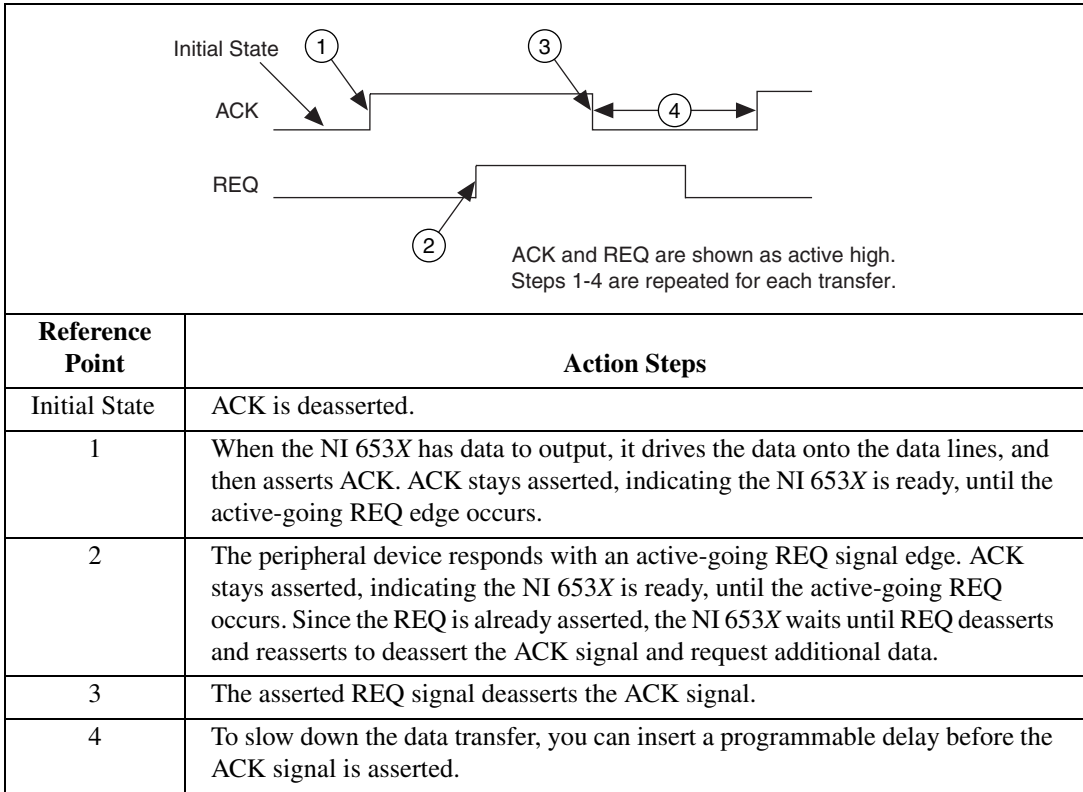 Initial State
1
3
ACK
4
REQ
2
ACK and REQ are shown as active high.
Steps 1-4 are repeated for each transfer.
Reference
Point
Action Steps
Initial State
ACK is deasserted.
1
When the NI 653X has data to output, it drives the data onto the data lines, and
then asserts ACK. ACK stays asserted, indicating the NI 653X is ready, until the
active-going REQ edge occurs.
2
The peripheral device responds with an active-going REQ signal edge. ACK
stays asserted, indicating the NI 653X is ready, until the active-going REQ
occurs. Since the REQ is already asserted, the NI 653X waits until REQ deasserts
and reasserts to deassert the ACK signal and request additional data.
3
The asserted REQ signal deasserts the ACK signal.
4
To slow down the data transfer, you can insert a programmable delay before the
ACK signal is asserted.